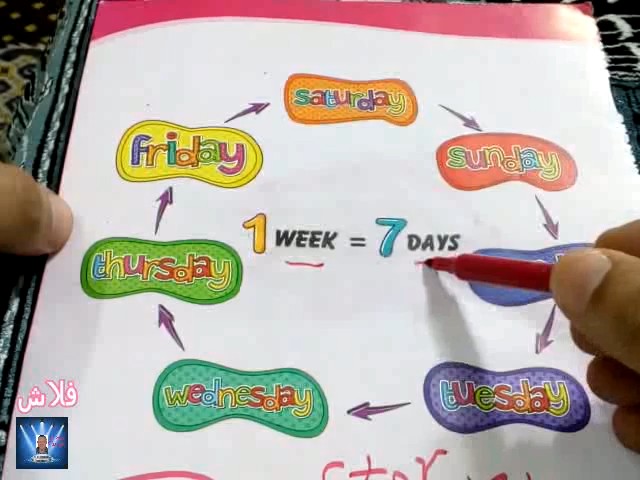 saturday
friday
sunday
1 WEEK = 7 DAYS
thursday
wednesday
tuesday
فلاش